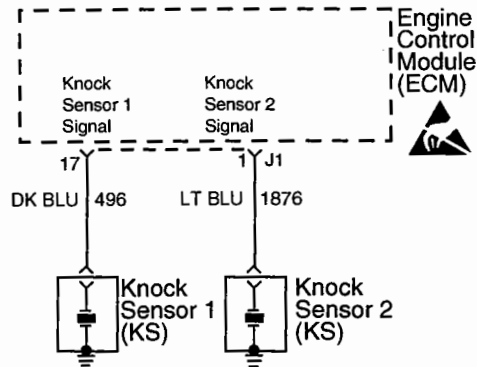 Engine
Control
Module
(ECM)
Knock
Sensor 1
Signal
Knock
Sensor 2
Signal
17
1 J1
DK BLU 496
LT BLU 1876
Knock
Sensor 1
(KS)
Knock
Sensor 2
(KS)